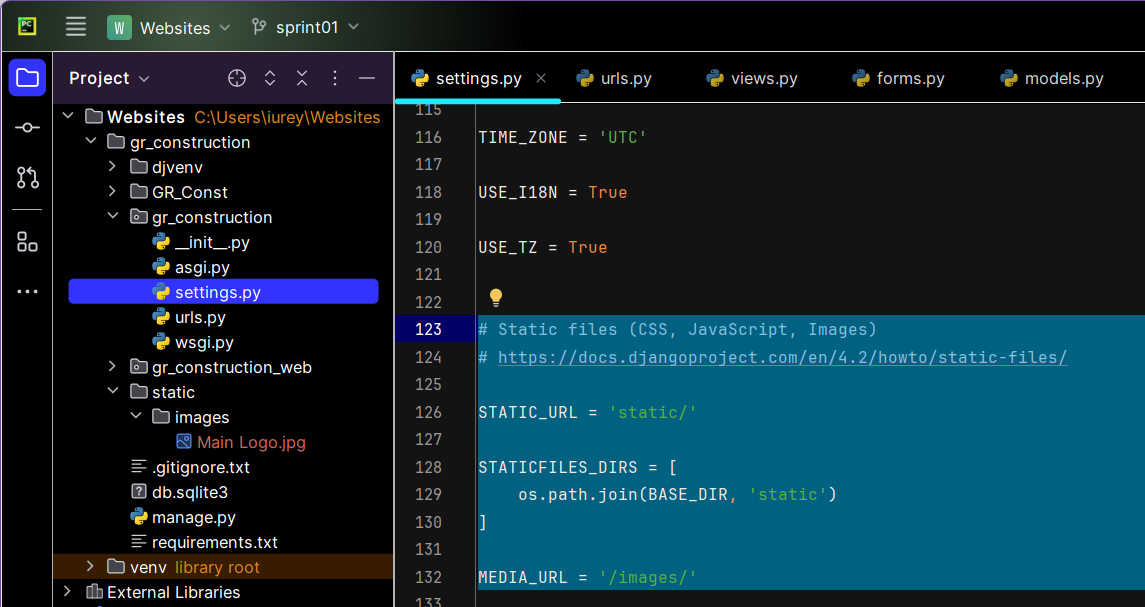 PC
W Websites sprint01
Project
settings.py urls.py views.py forms.py models.py
Websites C:\Users\iurey\Websites
gr_construction
djvenv
GR_Const
gr_construction
__init__.py
asgi.py
settings.py
urls.py
wsgi.py
gr_construction_web
static
images
Main Logo.jpg
.gitignore.txt
db.sqlite3
manage.py
requirements.txt
venv library root
External Libraries
115
116 TIME_ZONE = 'UTC'
117
118 USE_I18N = True
119
120 USE_TZ = True
121
122
123 # Static files (CSS, JavaScript, Images)
124 # https://docs.djangoproject.com/en/4.2/howto/static-files/
125
126 STATIC_URL = 'static/'
127
128 STATICFILES_DIRS = [
129 os.path.join(BASE_DIR, 'static')
130 ]
131
132 MEDIA_URL = '/images/'
133